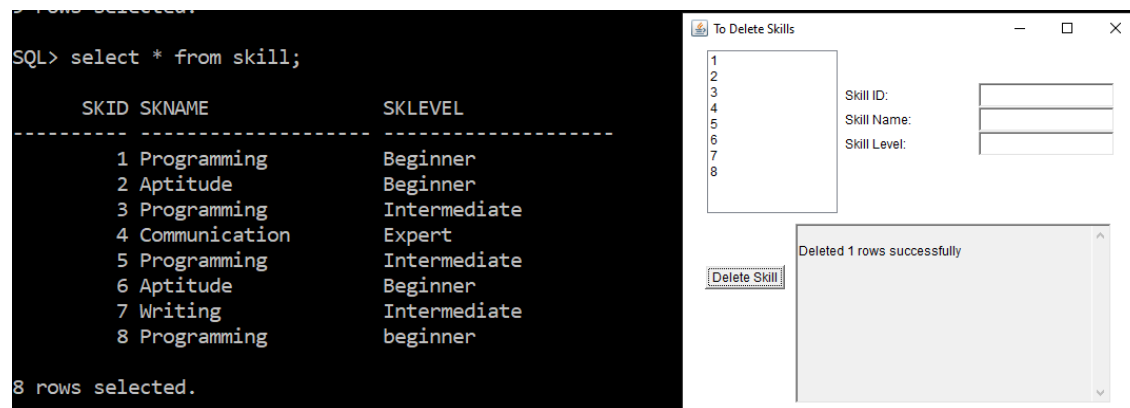 9 rows selected.
SQL> select * from skill;
SKID SKNAME SKLEVEL
---------- -------------------- --------------------
1 Programming Beginner
2 Aptitude Beginner
3 Programming Intermediate
4 Communication Expert
5 Programming Intermediate
6 Aptitude Beginner
7 Writing Intermediate
8 Programming beginner
8 rows selected.
To Delete Skills
1
2
3
4
5
6
7
8
Skill ID:
Skill Name:
Skill Level:
Delete Skill
Deleted 1 rows successfully